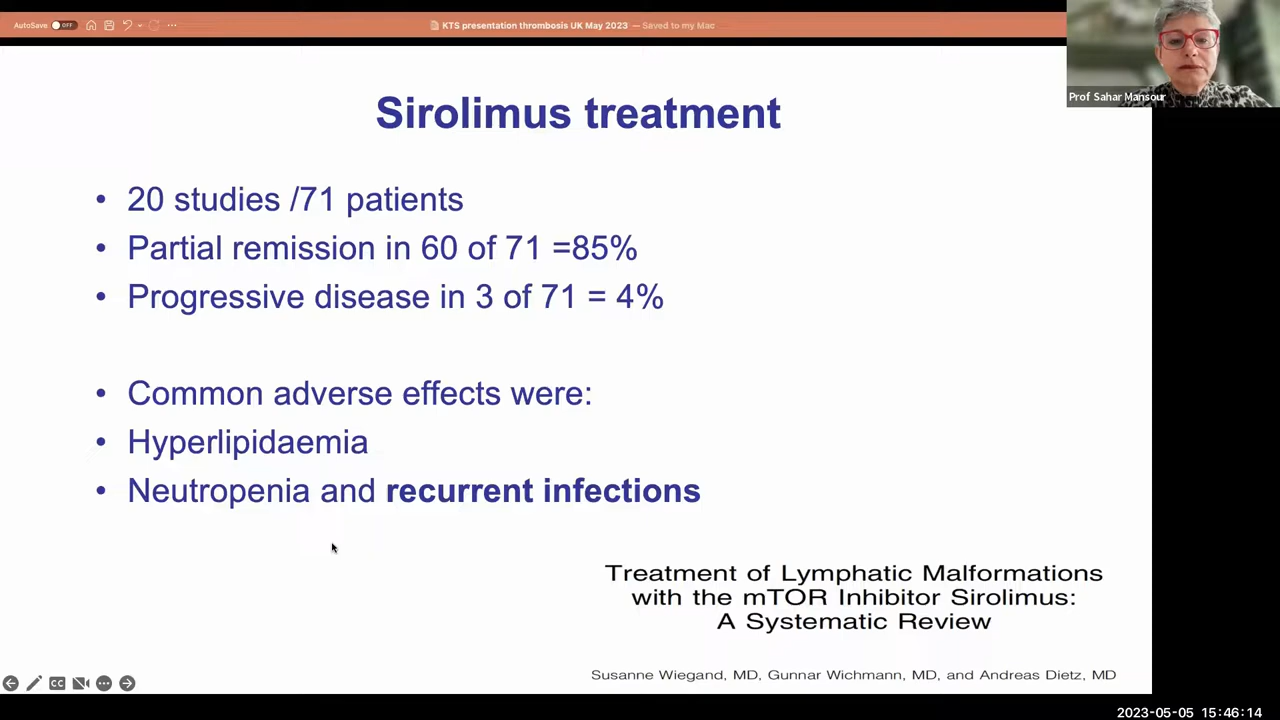 AutoSave OFF
KTS presentation thrombosis UK May 2023 — Saved to my Mac
Prof Sahar Mansour
Sirolimus treatment
• 20 studies /71 patients
• Partial remission in 60 of 71 =85%
• Progressive disease in 3 of 71 = 4%
• Common adverse effects were:
• Hyperlipidaemia
• Neutropenia and recurrent infections
Treatment of Lymphatic Malformations
with the mTOR Inhibitor Sirolimus:
A Systematic Review
Susanne Wiegand, MD, Gunnar Wichmann, MD, and Andreas Dietz, MD
CC
2023-05-05 15:46:14